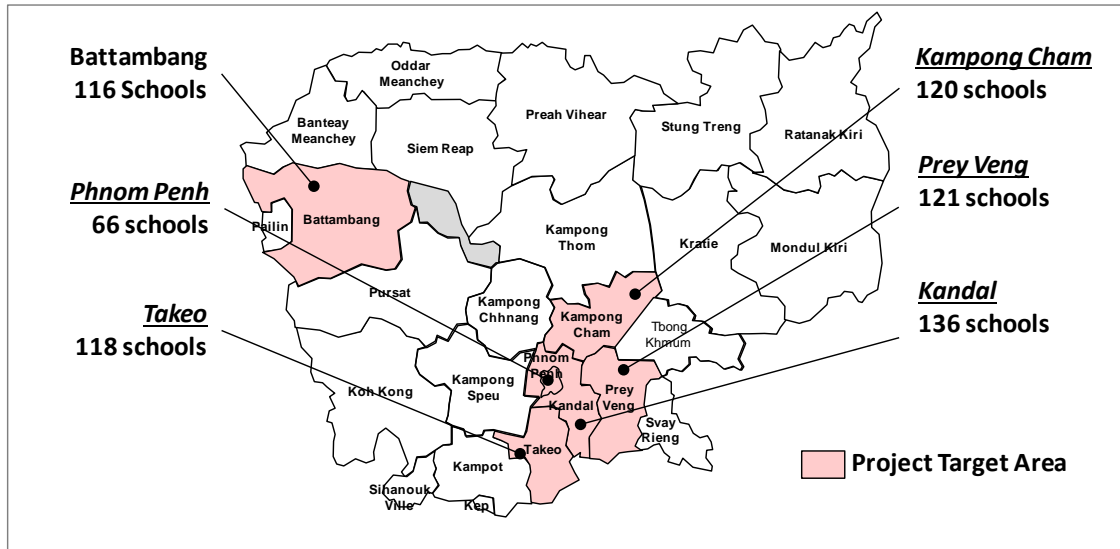 Battambang
116 Schools
Phnom Penh
66 schools
Takeo
118 schools
Oddar
Meanchey
Banteay
Meanchey
Siem Reap
Preah Vihear
Stung Treng
Ratanak Kiri
Battambang
Pailin
Kampong
Thom
Kratie
Mondul Kiri
Pursat
Kampong
Chhnang
Kampong
Cham
Tbong
Khmum
Phnom
Penh
Koh Kong
Kampong
Speu
Kandal
Prey
Veng
Svay
Rieng
Takeo
Kampot
Sihanouk
Ville
Kep
Kampong Cham
120 schools
Prey Veng
121 schools
Kandal
136 schools
Project Target Area